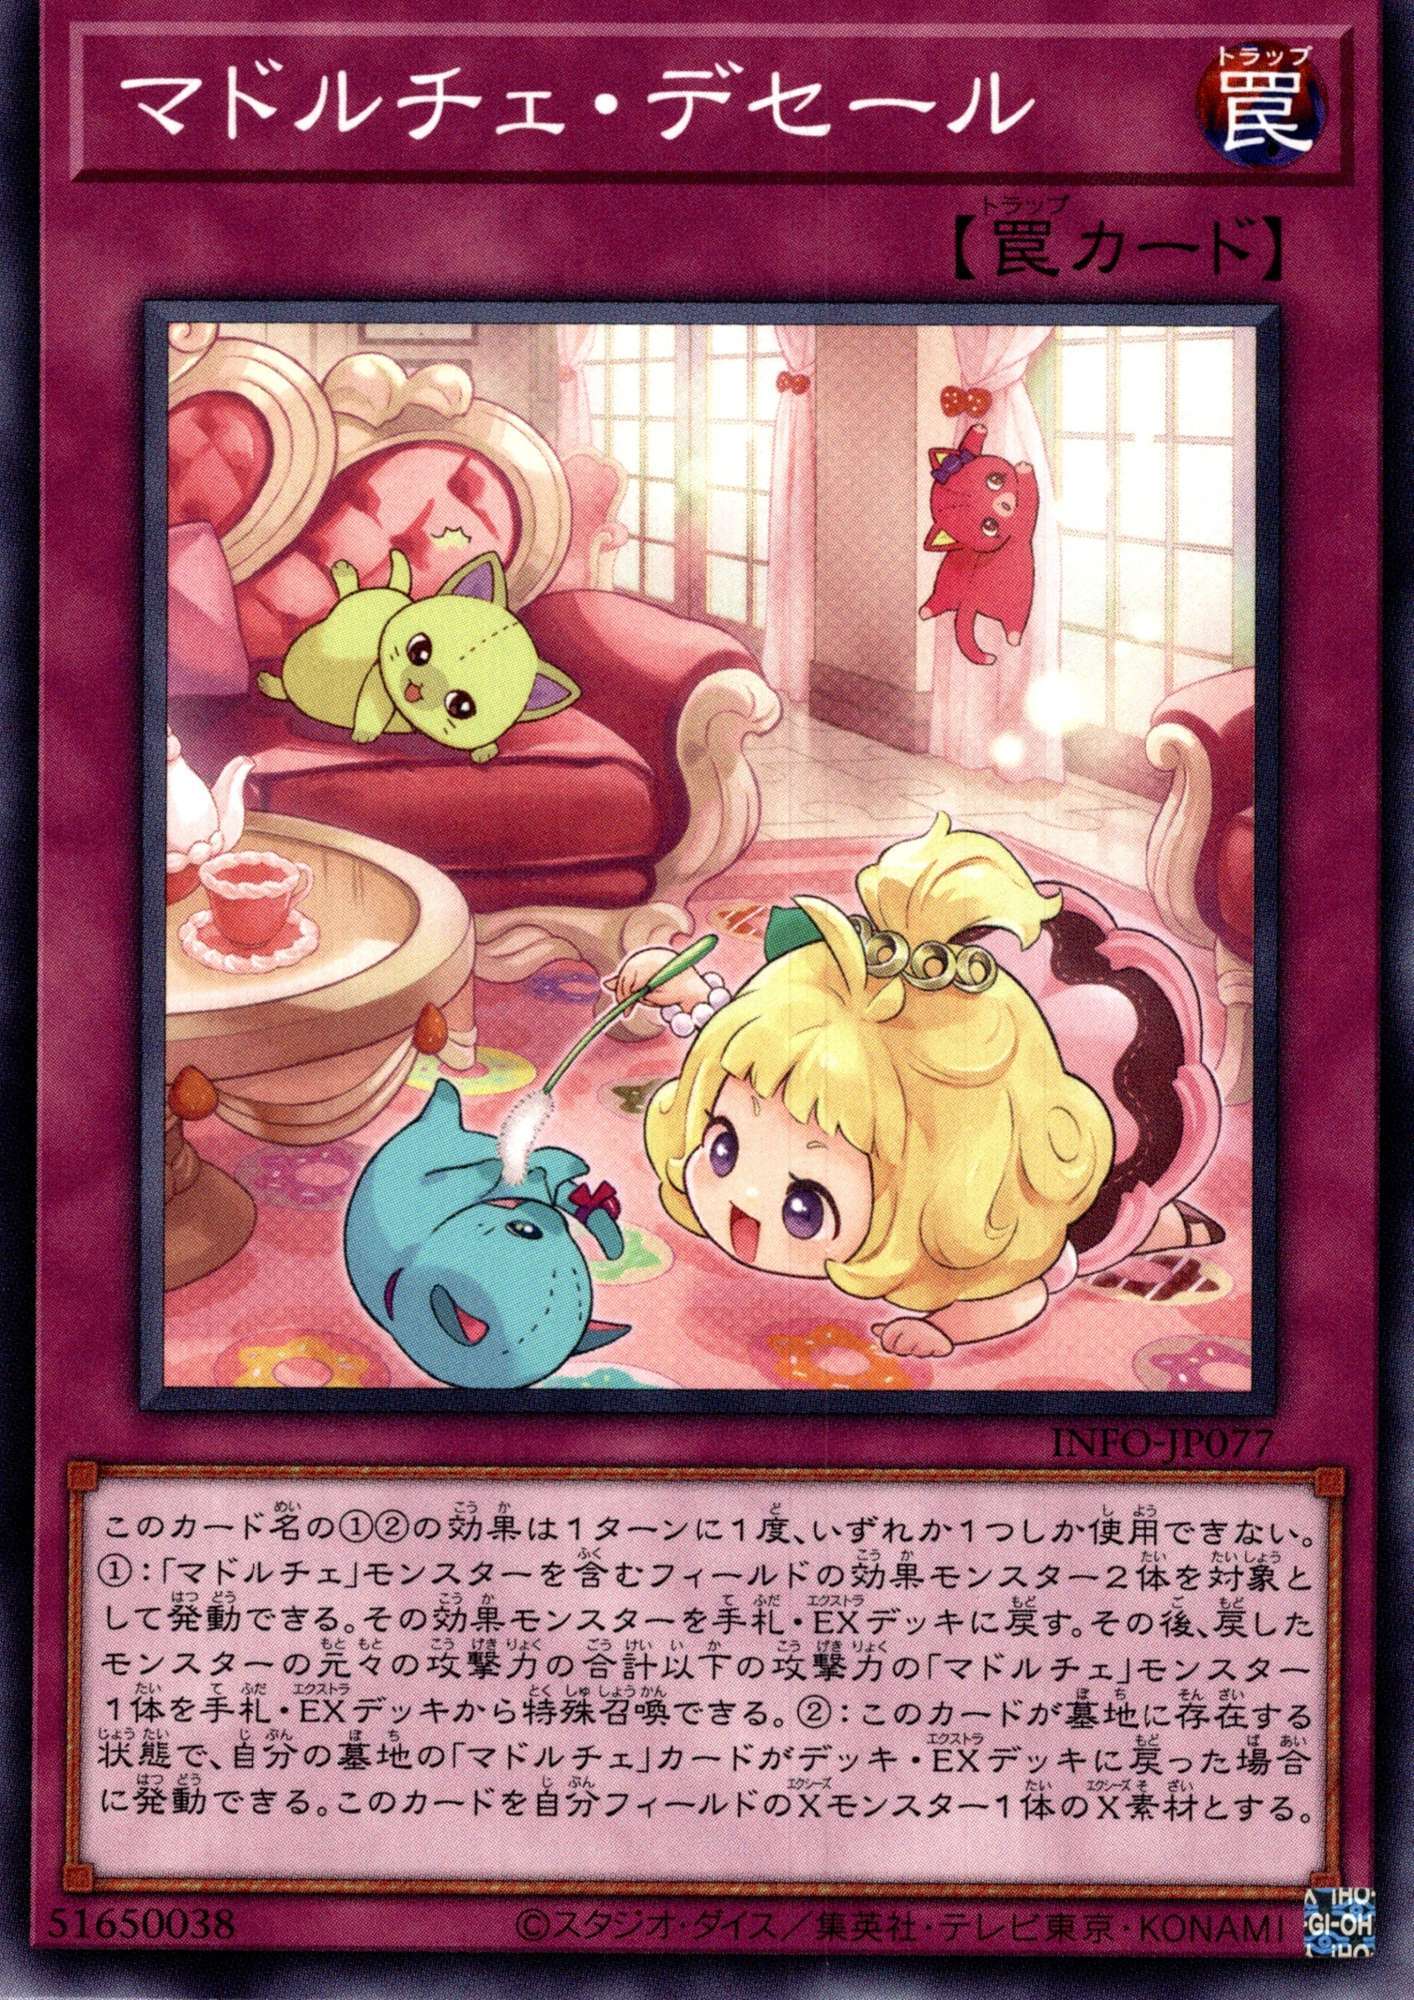 マドルチェ・デセール
トラップ
罠
トラップ
【罠カード】
INFO-JP077
このカード名の①②の効果は1ターンに1度、いずれか1つしか使用できない。
①:「マドルチェ」モンスターを含むフィールドの効果モンスター2体を対象と
して発動できる。その効果モンスターを手札・EXデッキに戻す。その後、戻した
モンスターの元々の攻撃力の合計以下の攻撃力の「マドルチェ」モンスター
1体を手札・EXデッキから特殊召喚できる。②:このカードが墓地に存在する
状態で、自分の墓地の「マドルチェ」カードがデッキ・EXデッキに戻った場合
に発動できる。このカードを自分フィールドのXモンスター1体のX素材とする。
51650038
©スタジオ・ダイス/集英社・テレビ東京・KONAMI
GI-OH